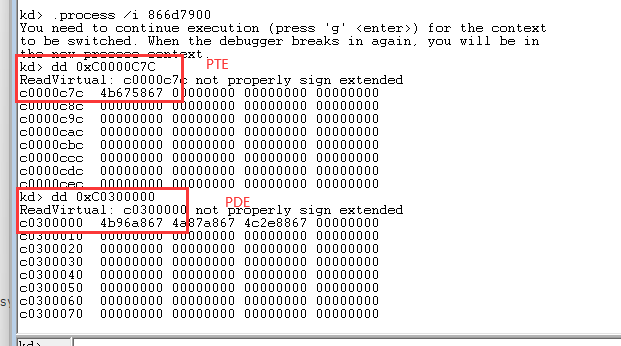 kd> .process /i 866d7900
You need to continue execution (press 'g' <enter>) for the context
to be switched. When the debugger breaks in again, you will be in
the new process context.
kd> dd 0xC0000C7C PTE
ReadVirtual: c0000c7c not properly sign extended
c0000c7c 4b675867 00000000 00000000 00000000
c0000c8c 00000000 00000000 00000000 00000000
c0000c9c 00000000 00000000 00000000 00000000
c0000cac 00000000 00000000 00000000 00000000
c0000cbc 00000000 00000000 00000000 00000000
c0000ccc 00000000 00000000 00000000 00000000
c0000cdc 00000000 00000000 00000000 00000000
c0000cec 00000000 00000000 00000000 00000000
kd> dd 0xC0300000 PDE
ReadVirtual: c0300000 not properly sign extended
c0300000 4b96a867 4a87a867 4c2e8867 00000000
c0300010 00000000 00000000 00000000 00000000
c0300020 00000000 00000000 00000000 00000000
c0300030 00000000 00000000 00000000 00000000
c0300040 00000000 00000000 00000000 00000000
c0300050 00000000 00000000 00000000 00000000
c0300060 00000000 00000000 00000000 00000000
c0300070 00000000 00000000 00000000 00000000
sy
kd>